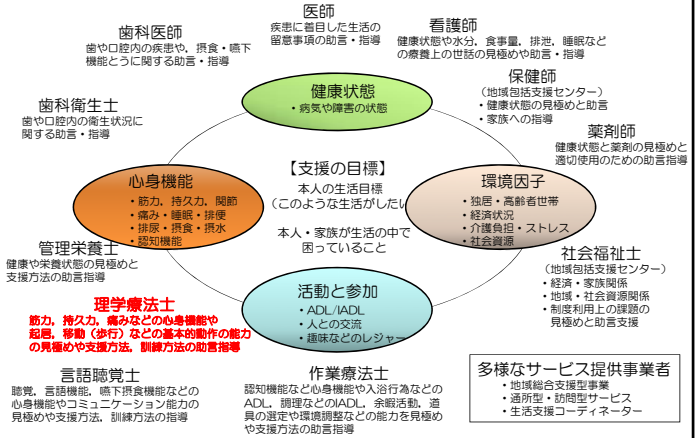 医師
疾患に着目した生活の
留意事項の助言・指導
歯科医師
歯や口腔内の疾患や，摂食・嚥下
機能とうに関する助言・指導
看護師
健康状態や水分，食事量，排泄，睡眠など
の療養上の世話の見極めや助言・指導
保健師
(地域包括支援センター)
・健康状態の見極めと助言
・家族への指導
歯科衛生士
歯や口腔内の衛生状況に
関する助言・指導
薬剤師
健康状態と薬剤の見極めと
適切使用のための助言指導
健康状態
・病気や障害の状態
【支援の目標】
本人の生活目標
(このような生活がしたい
本人・家族が生活の中で
困っていること
心身機能
・筋力，持久力，関節
・痛み・睡眠・排便
・排尿・摂食・摂水
・認知機能
環境因子
・独居・高齢者世帯
・経済状況
・介護負担・ストレス
・社会資源
管理栄養士
健康や栄養状態の見極めと
支援方法の助言指導
社会福祉士
(地域包括支援センター)
・経済・家族関係
・地域・社会資源関係
・制度利用上の課題の
見極めと助言支援
活動と参加
・ADL/IADL
・人との交流
・趣味などのレジャー
理学療法士
筋力，持久力，痛みなどの心身機能や
起居，移動（歩行）などの基本的動作の能力
の見極めや支援方法，訓練方法の助言指導
言語聴覚士
聴覚，言語機能，嚥下摂食機能などの
心身機能やコミュニケーション能力の
見極めや支援方法，訓練方法の指導
作業療法士
認知機能など心身機能や入浴行為などの
ADL，調理などのIADL，余暇活動，道
具の選定や環境調整などの能力を見極め
や支援方法の助言指導
多様なサービス提供事業者
・地域総合支援型事業
・通所型・訪問型サービス
・生活支援コーディネーター